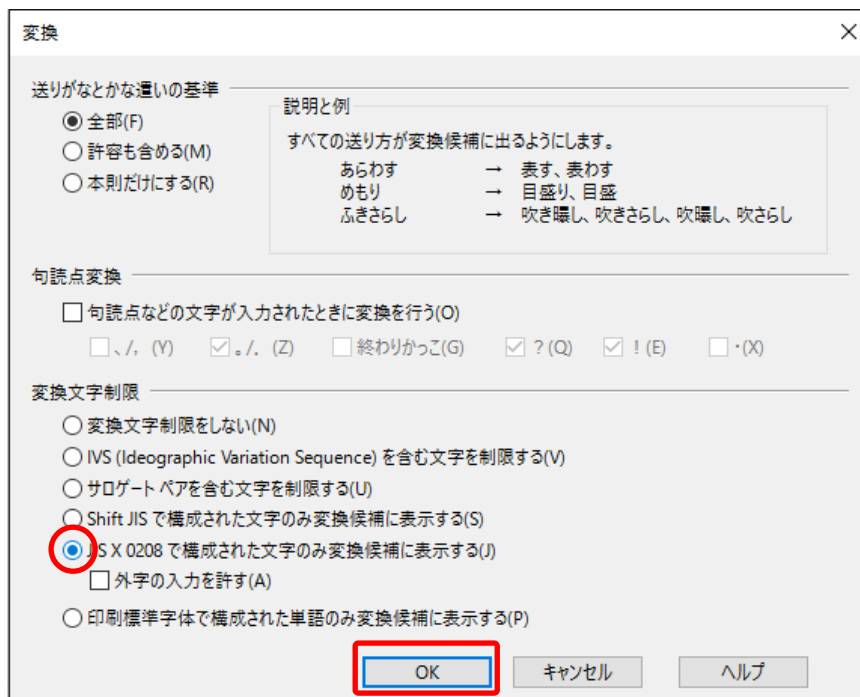 変換
送りがなとかな遣いの基準
全部(F)
許容も含める(M)
本則だけにする(R)
説明と例
すべての送り方が変換候補に出るようにします。
あらわす → 表す、表わす
めもり → 目盛り、目盛
ふきさらし → 吹き曝し、吹きさらし、吹曝し、吹さらし
句読点変換
句読点などの文字が入力されたときに変換を行う(O)
、/， (Y) 。/． (Z) 終わりかっこ(G) ？(Q) ！(E) ・(X)
変換文字制限
変換文字制限をしない(N)
IVS (Ideographic Variation Sequence) を含む文字を制限する(V)
サロゲート ペアを含む文字を制限する(U)
Shift JIS で構成された文字のみ変換候補に表示する(S)
JIS X 0208 で構成された文字のみ変換候補に表示する(J)
外字の入力を許す(A)
印刷標準字体で構成された単語のみ変換候補に表示する(P)
OK キャンセル ヘルプ